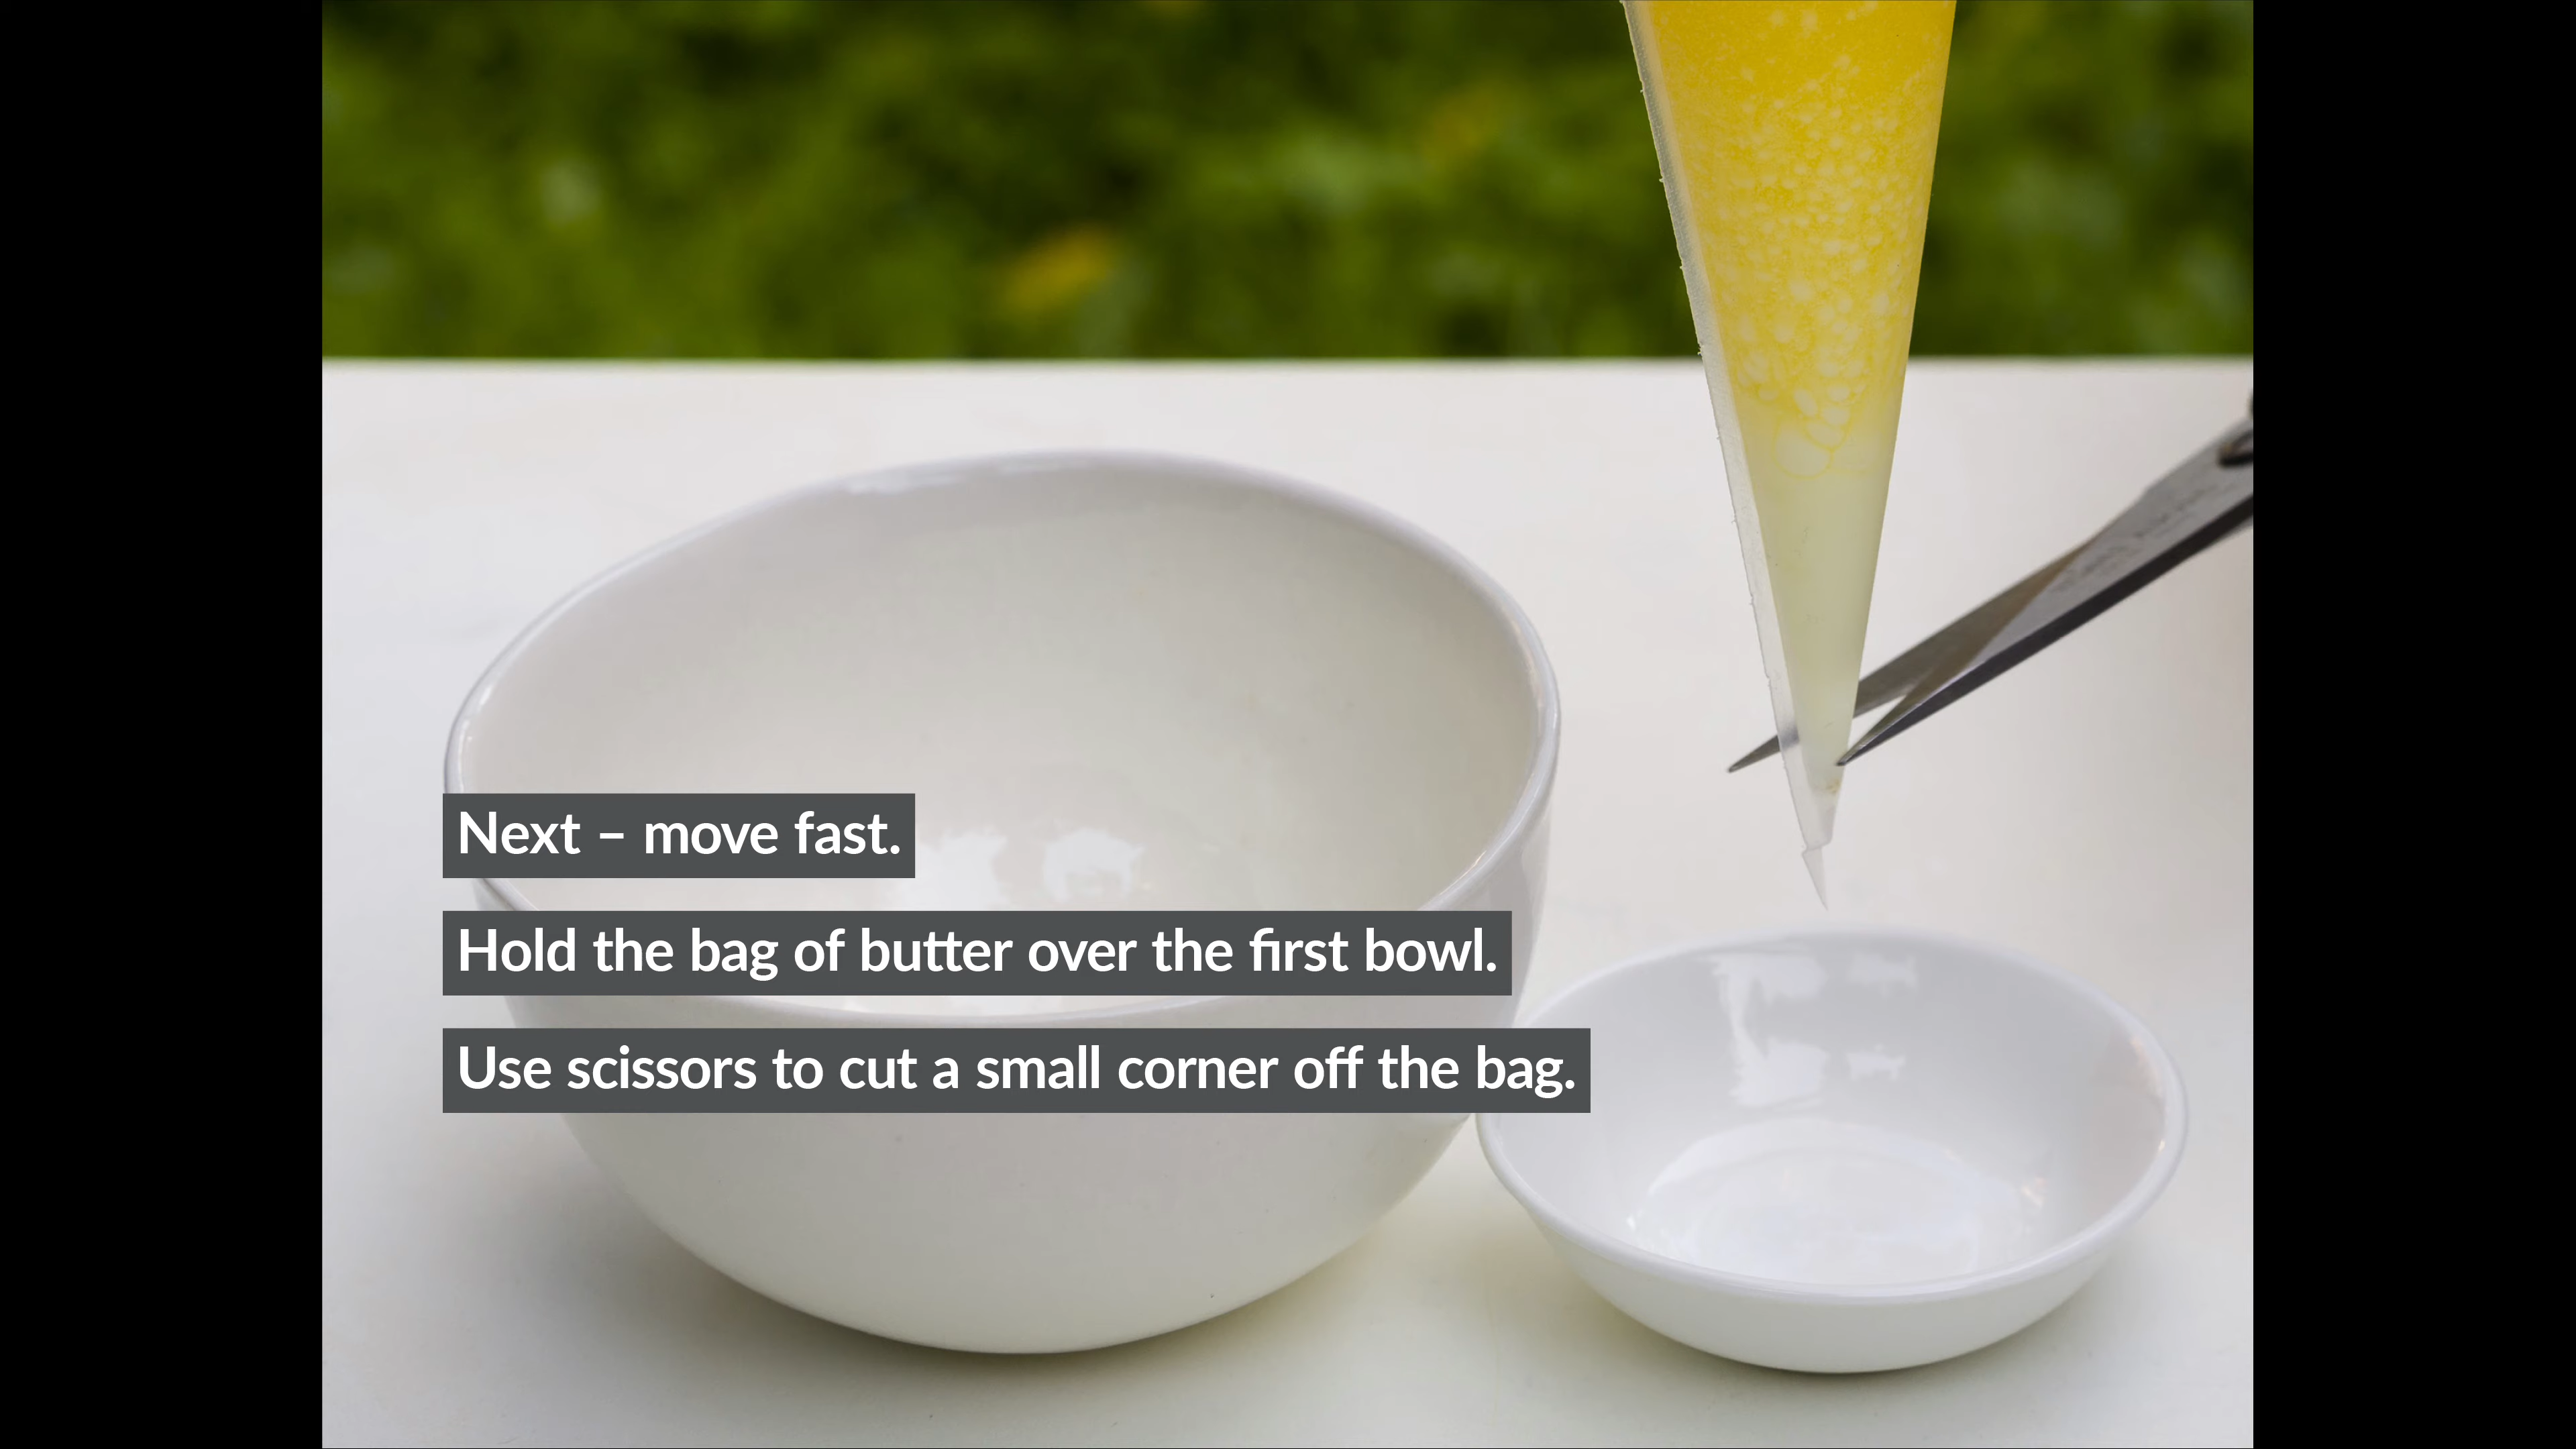 Next – move fast.
Hold the bag of butter over the first bowl.
Use scissors to cut a small corner off the bag.